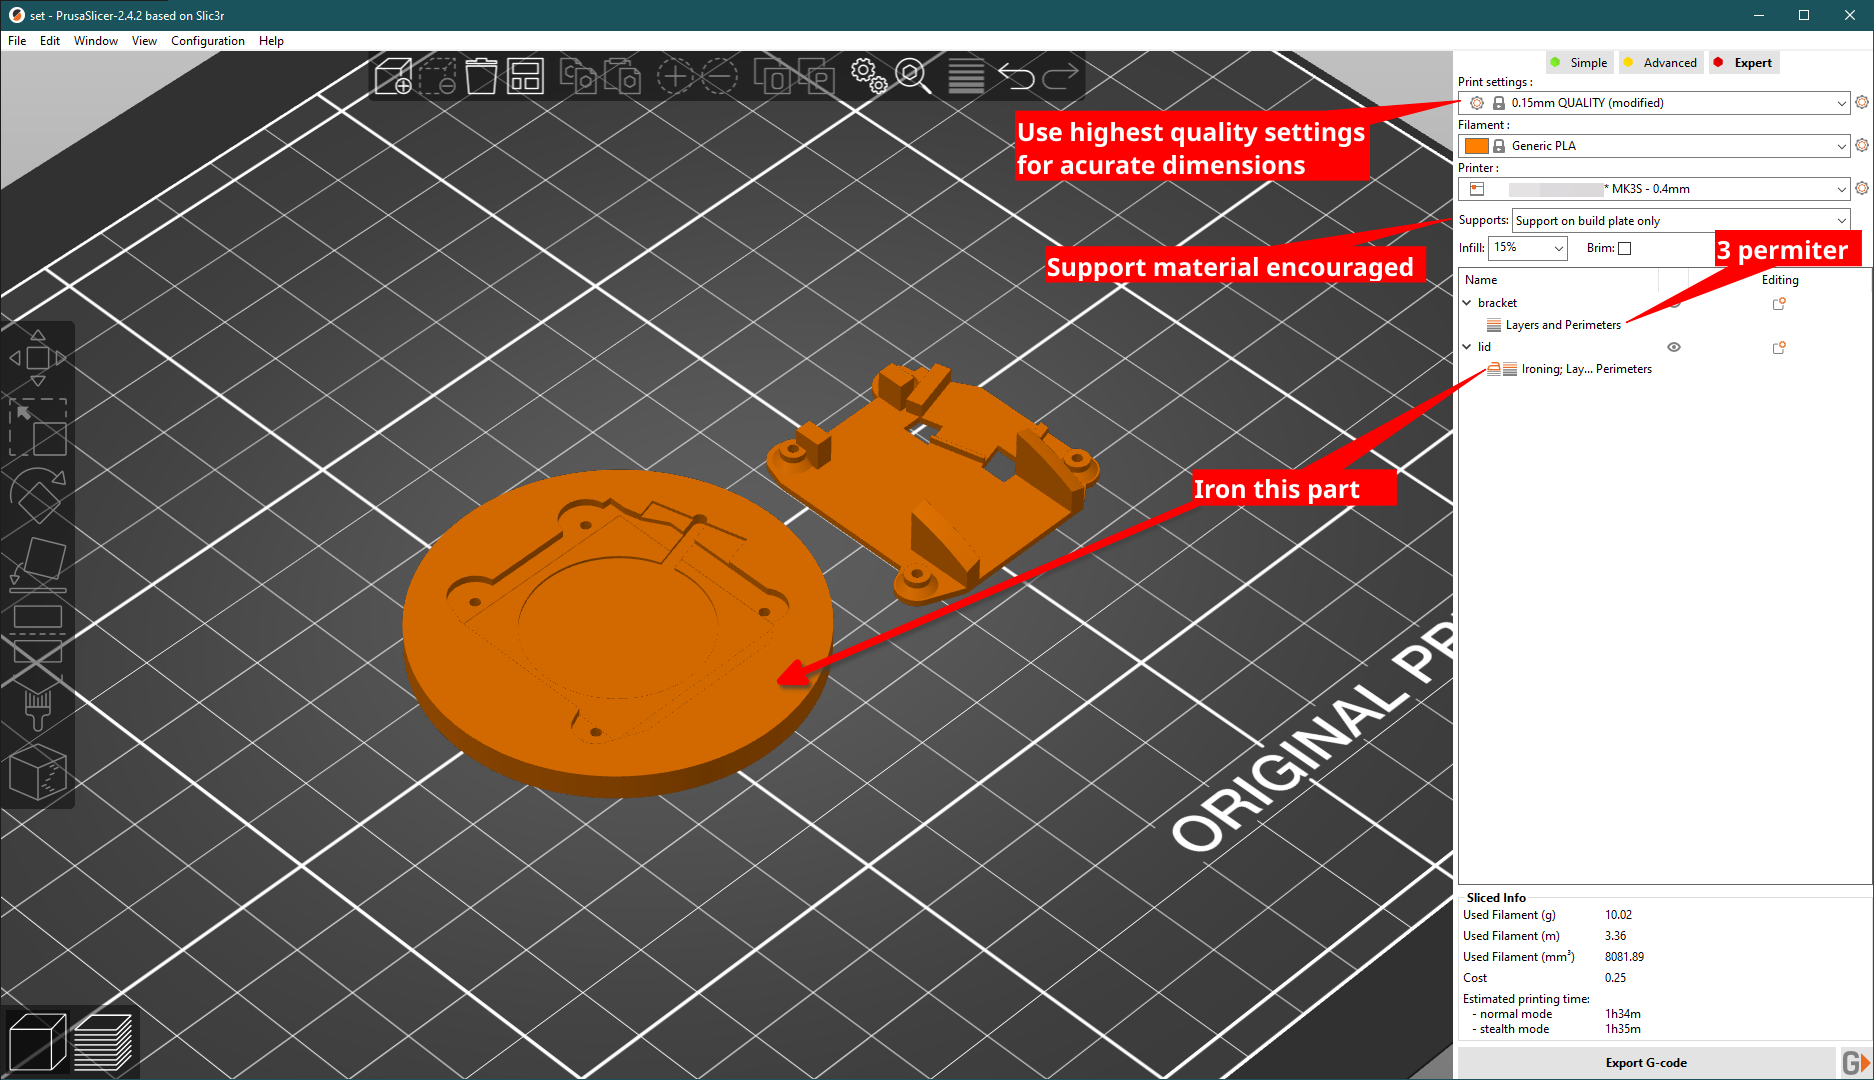 set - PrusaSlicer-2.4.2 based on Slic3r
File Edit Window View Configuration Help
Simple Advanced Expert
Print settings :
0.15mm QUALITY (modified)
Use highest quality settings
for acurate dimensions
Filament :
Generic PLA
Printer :
* MK3S - 0.4mm
Supports: Support on build plate only
Infill: 15% Brim:
3 permiter
Support material encouraged
Name Editing
bracket
Layers and Perimeters
lid
Ironing; Lay... Perimeters
Iron this part
ORIGINAL PR
Sliced Info
Used Filament (g) 10.02
Used Filament (m) 3.36
Used Filament (mm³) 8081.89
Cost 0.25
Estimated printing time:
- normal mode 1h34m
- stealth mode 1h35m
Export G-code
G